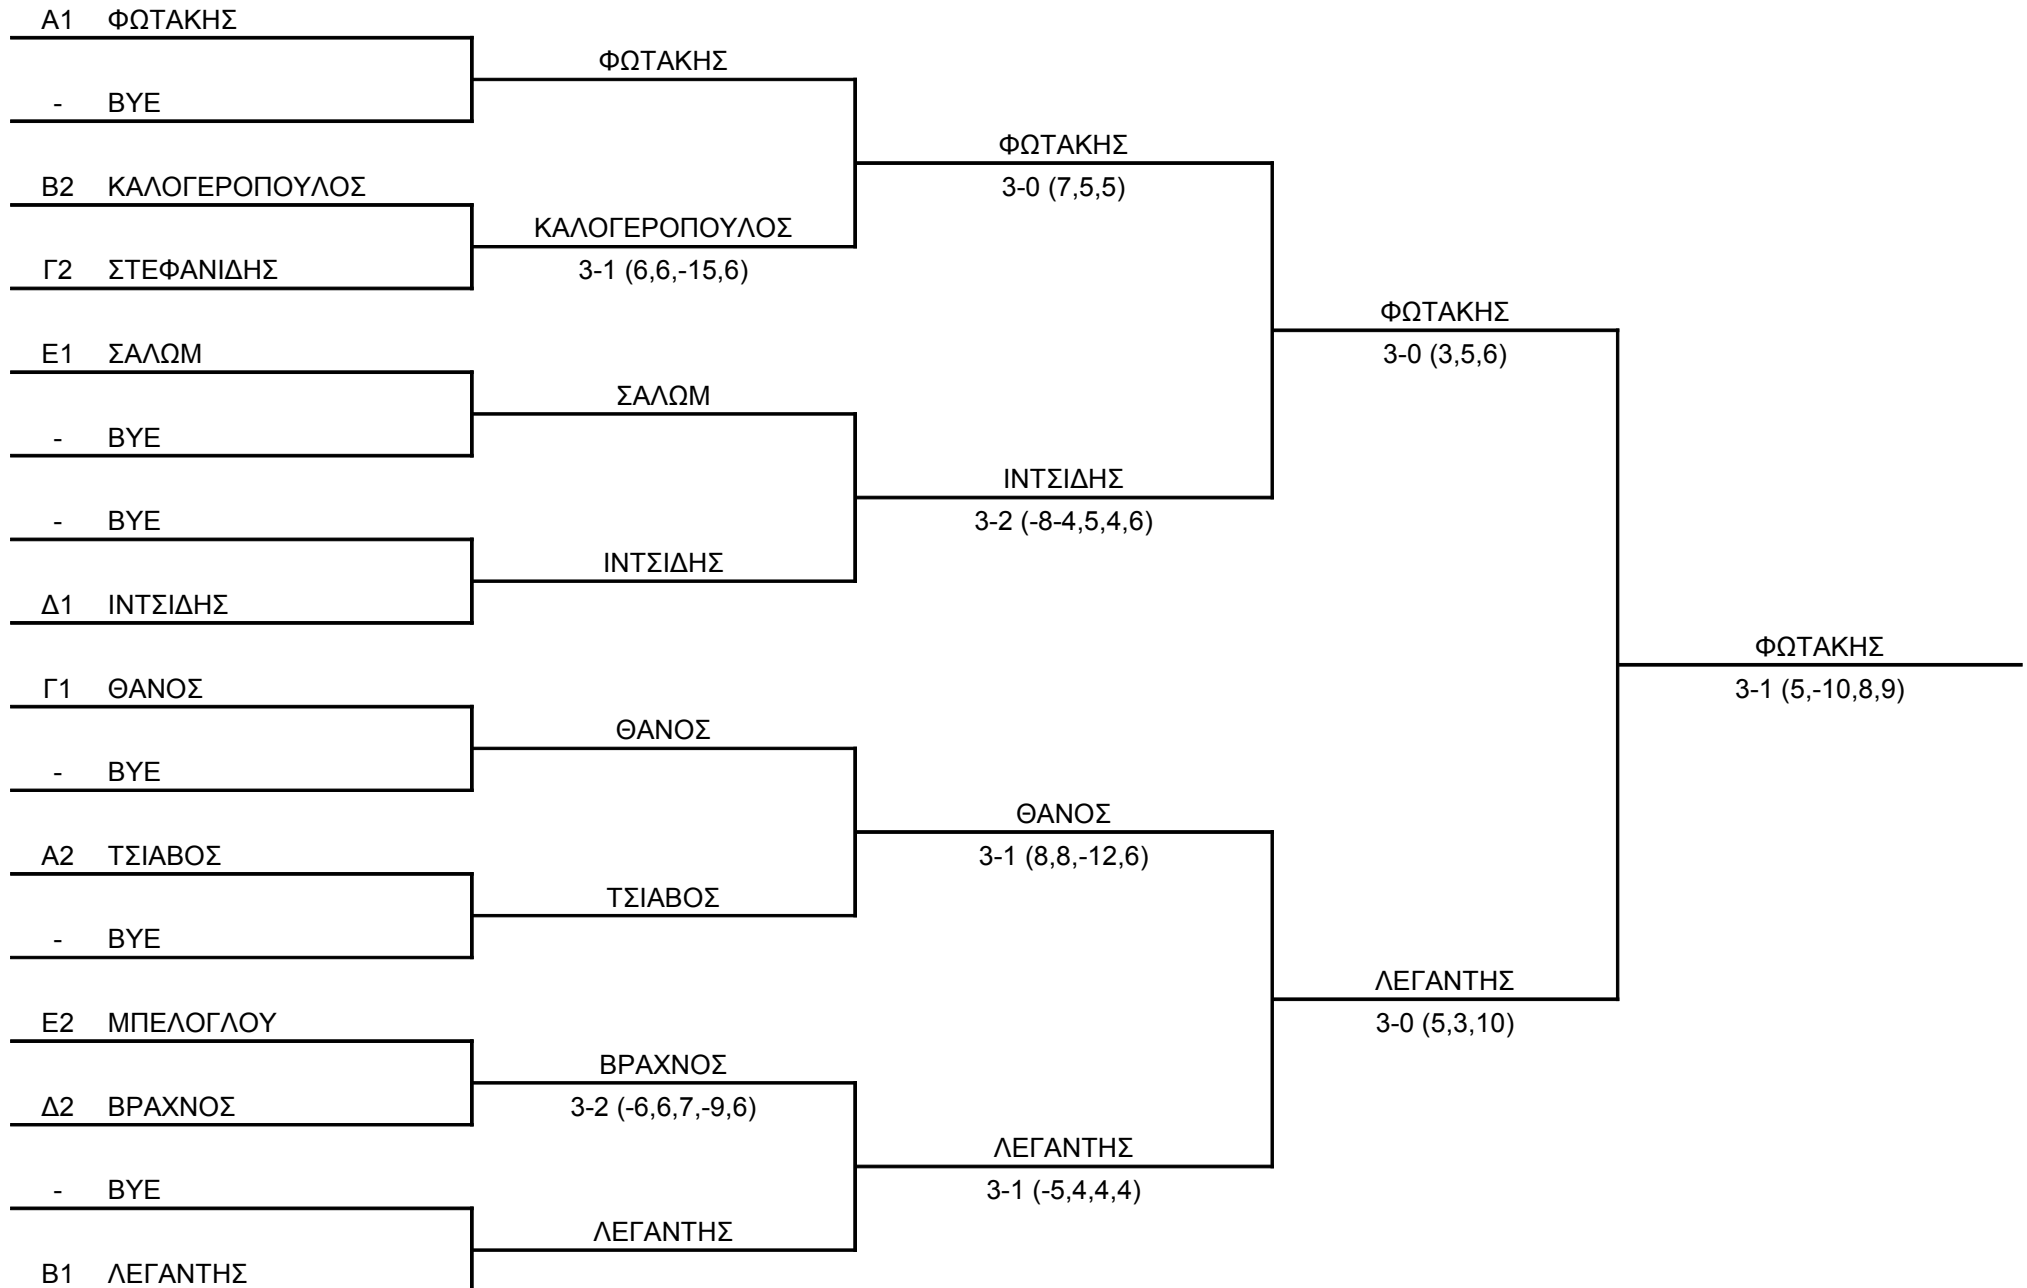 Α1 ΦΩΤΑΚΗΣ
ΦΩΤΑΚΗΣ
- BYE
ΦΩΤΑΚΗΣ
Β2 ΚΑΛΟΓΕΡΟΠΟΥΛΟΣ
3-0 (7,5,5)
ΚΑΛΟΓΕΡΟΠΟΥΛΟΣ
Γ2 ΣΤΕΦΑΝΙΔΗΣ
3-1 (6,6,-15,6)
ΦΩΤΑΚΗΣ
Ε1 ΣΑΛΩΜ
3-0 (3,5,6)
ΣΑΛΩΜ
- BYE
ΙΝΤΣΙΔΗΣ
- BYE
3-2 (-8-4,5,4,6)
ΙΝΤΣΙΔΗΣ
Δ1 ΙΝΤΣΙΔΗΣ
ΦΩΤΑΚΗΣ
Γ1 ΘΑΝΟΣ
3-1 (5,-10,8,9)
ΘΑΝΟΣ
- BYE
ΘΑΝΟΣ
Α2 ΤΣΙΑΒΟΣ
3-1 (8,8,-12,6)
ΤΣΙΑΒΟΣ
- BYE
ΛΕΓΑΝΤΗΣ
Ε2 ΜΠΕΛΟΓΛΟΥ
3-0 (5,3,10)
ΒΡΑΧΝΟΣ
Δ2 ΒΡΑΧΝΟΣ
3-2 (-6,6,7,-9,6)
ΛΕΓΑΝΤΗΣ
- BYE
3-1 (-5,4,4,4)
ΛΕΓΑΝΤΗΣ
Β1 ΛΕΓΑΝΤΗΣ